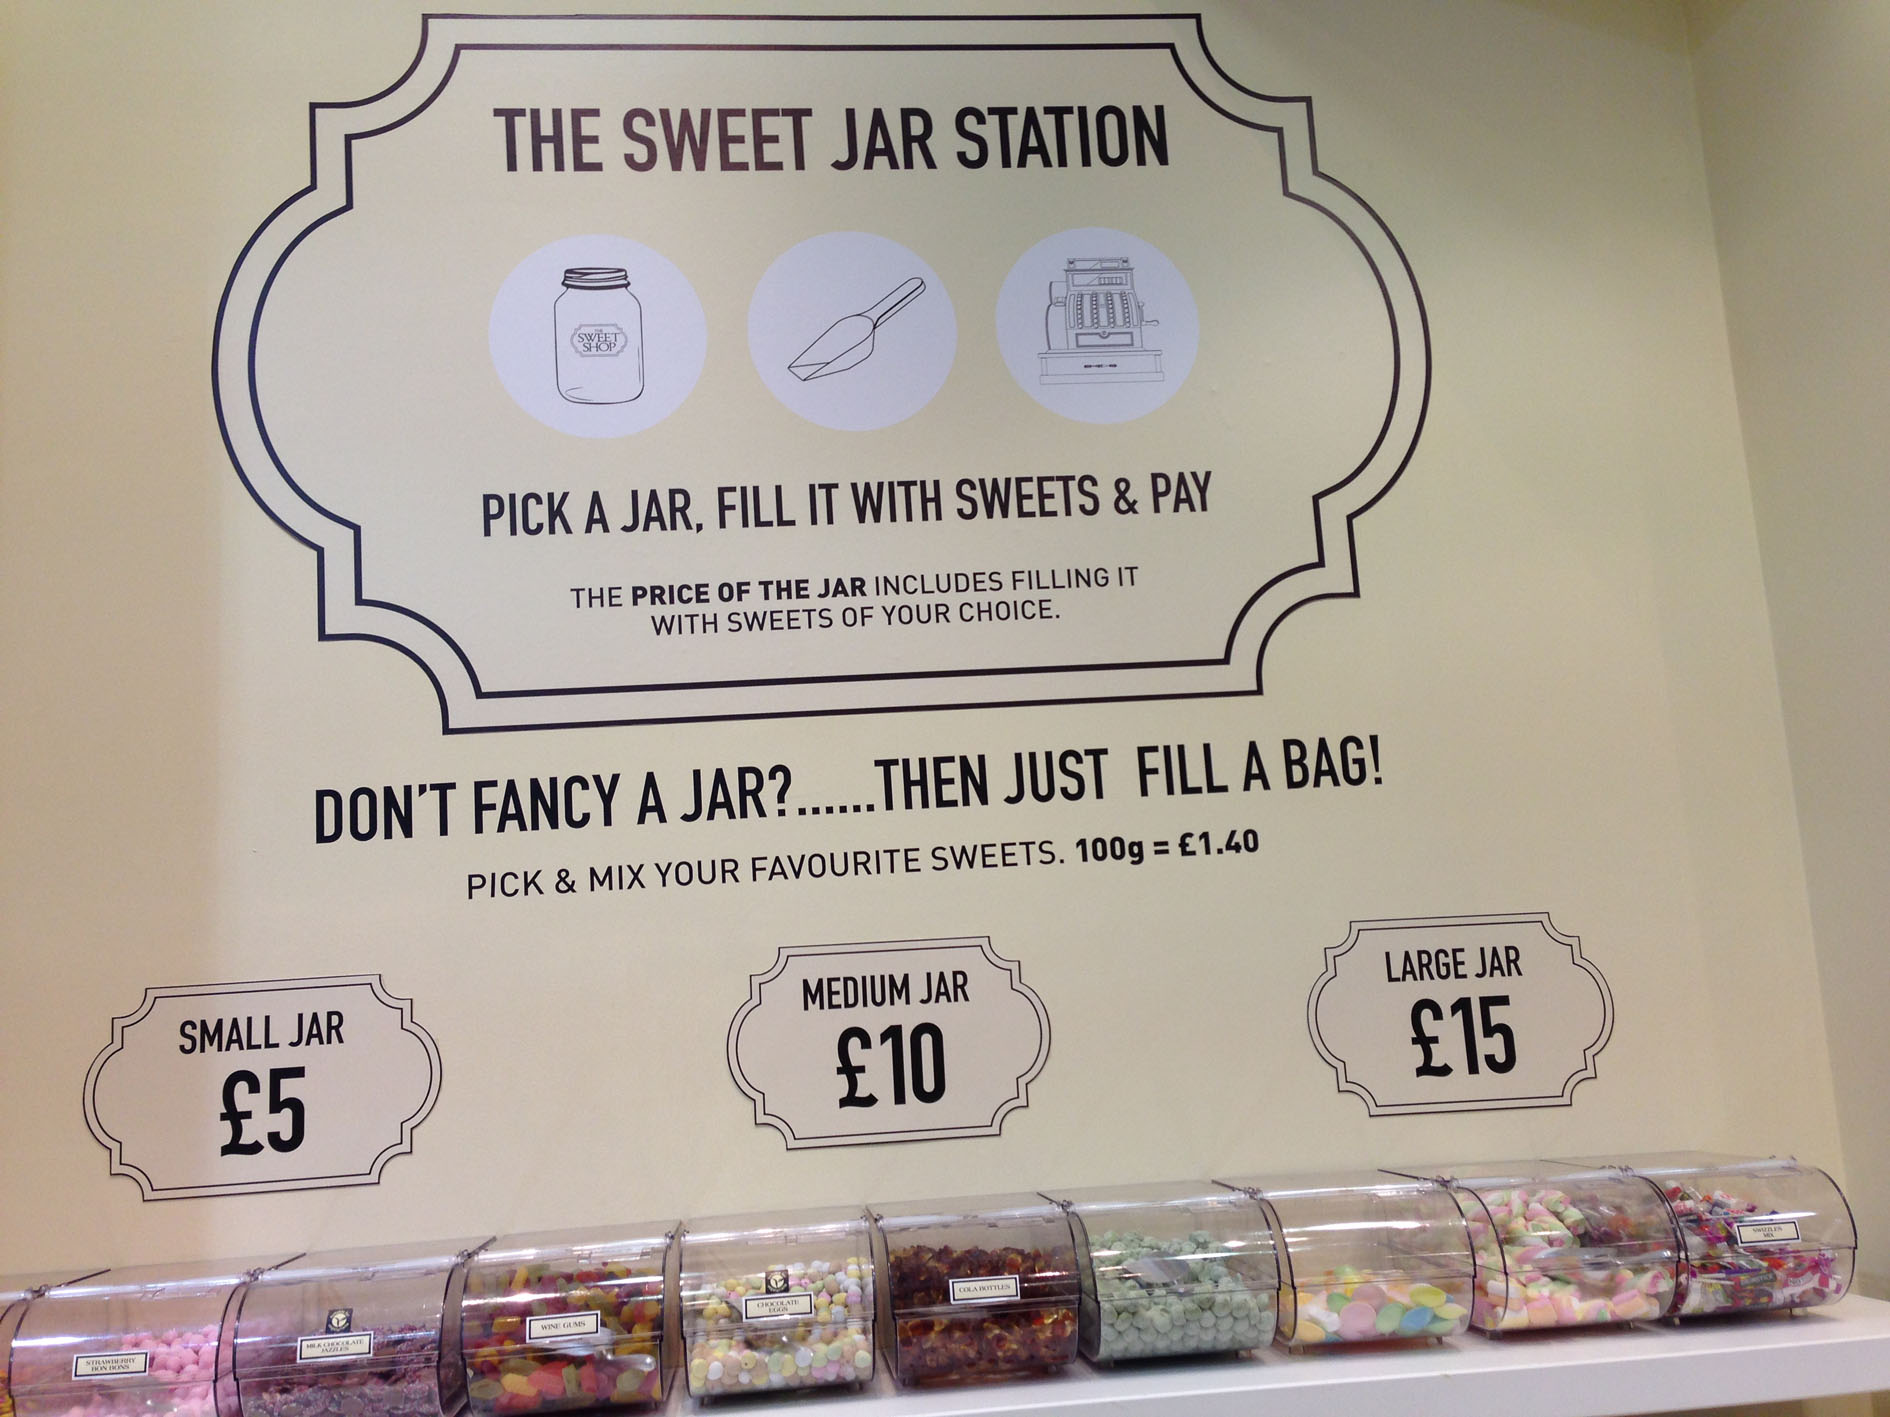 THE SWEET JAR STATION
THE
SWEET
SHOP
PICK A JAR, FILL IT WITH SWEETS & PAY
THE PRICE OF THE JAR INCLUDES FILLING IT
WITH SWEETS OF YOUR CHOICE.
DON'T FANCY A JAR?......THEN JUST FILL A BAG!
PICK & MIX YOUR FAVOURITE SWEETS. 100g = £1.40
SMALL JAR
£5
MEDIUM JAR
£10
LARGE JAR
£15
STRAWBERRY
BON BONS
MILK CHOCOLATE
JAZZLES
WINE GUMS
CHOCOLATE
EGGS
COLA BOTTLES
SWIZZLES
MIX